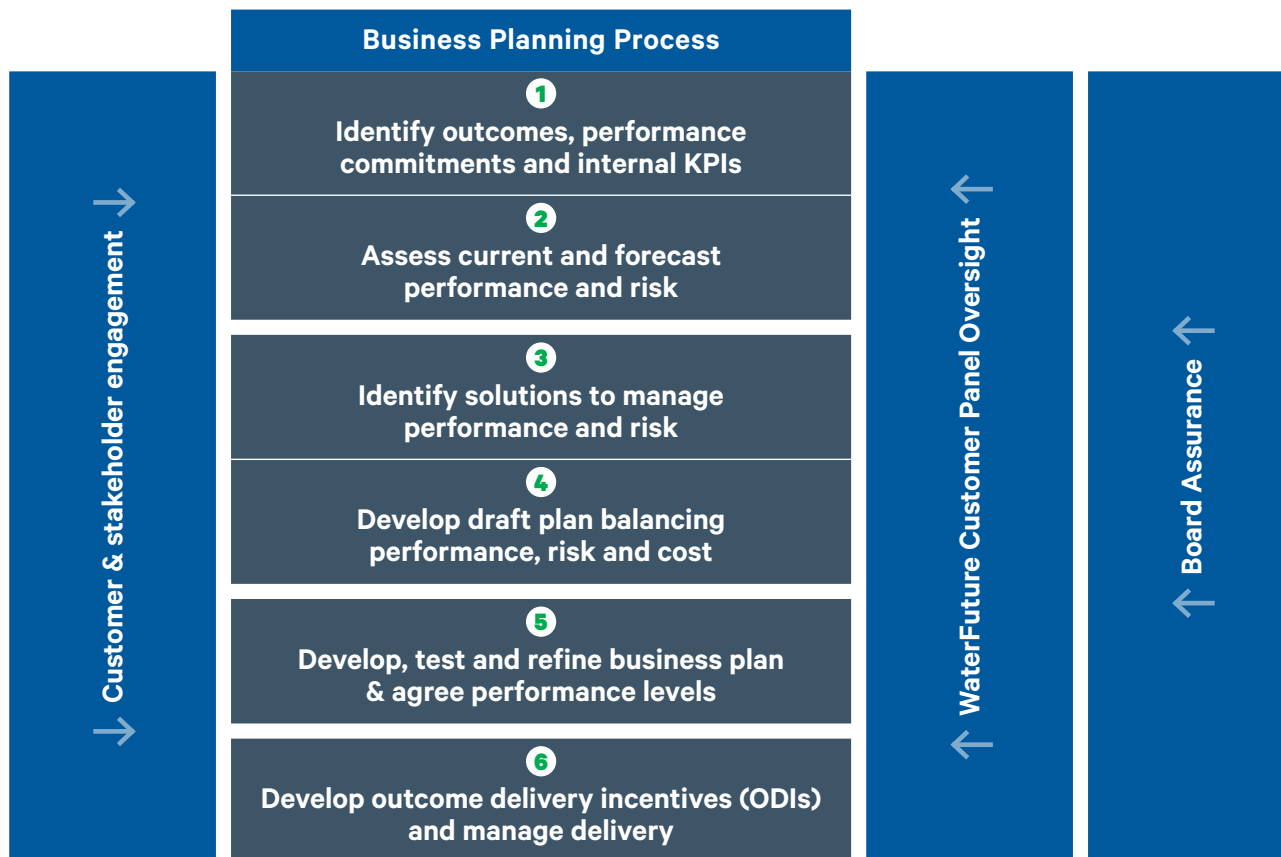 Business Planning Process
1
Identify outcomes, performance
commitments and internal KPIs
2
Assess current and forecast
performance and risk
3
Identify solutions to manage
performance and risk
4
Develop draft plan balancing
performance, risk and cost
5
Develop, test and refine business plan
& agree performance levels
6
Develop outcome delivery incentives (ODIs)
and manage delivery
→ Customer & stakeholder engagement →
← WaterFuture Customer Panel Oversight ←
← Board Assurance ←